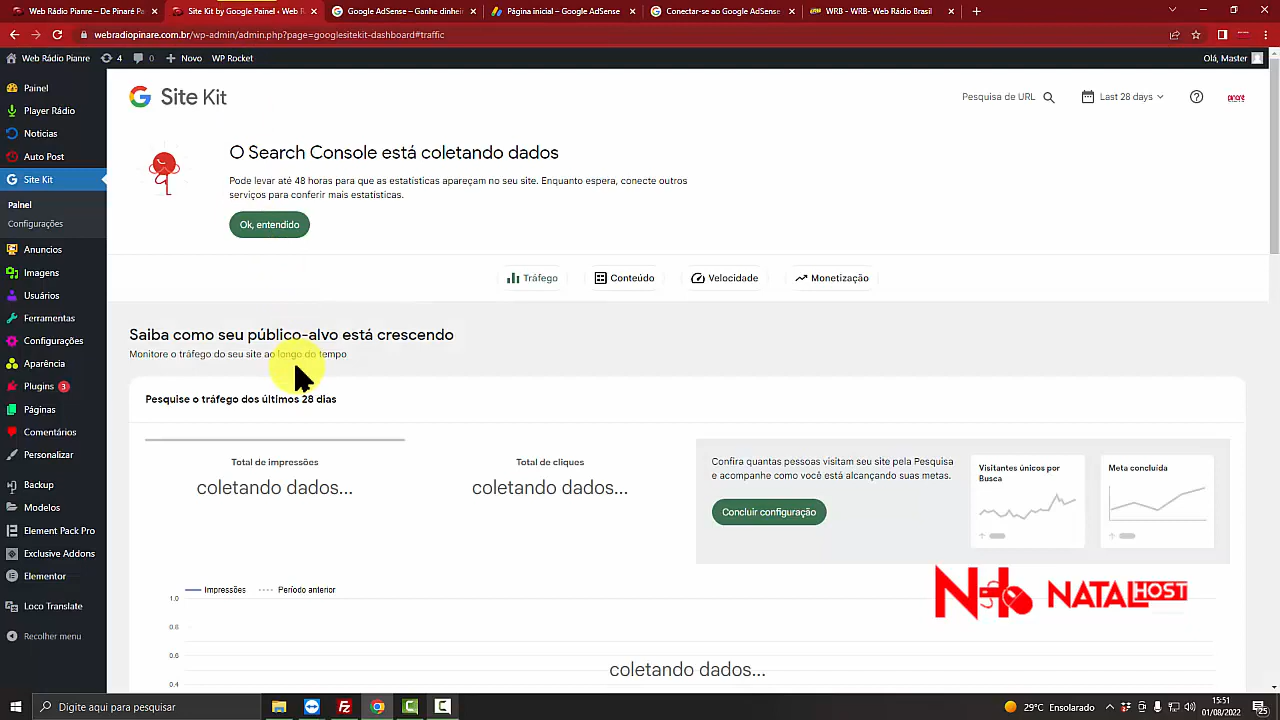 Web Rádio Pinare – De Pinaré Pa
Site Kit by Google Painel ‹ Web R
Google AdSense – Ganhe dinheir
Página inicial – Google AdSense
Conectar-se ao Google AdSense
WRB - WRB- Web Rádio Brasil
webradiopinare.com.br/wp-admin/admin.php?page=googlesitekit-dashboard#traffic
Web Rádio Pianre
4
0
Novo
WP Rocket
Olá, Master
Painel
Player Rádio
Noticias
Auto Post
Site Kit
Painel
Configurações
Anuncios
Imagens
Usuários
Ferramentas
Configurações
Aparência
Plugins 3
Páginas
Comentários
Personalizar
Backup
Modelos
Element Pack Pro
Exclusive Addons
Elementor
Loco Translate
Recolher menu
Site Kit
Pesquisa de URL
Last 28 days
O Search Console está coletando dados
Pode levar até 48 horas para que as estatísticas apareçam no seu site. Enquanto espera, conecte outros
serviços para conferir mais estatísticas.
Ok, entendido
Tráfego
Conteúdo
Velocidade
Monetização
Saiba como seu público-alvo está crescendo
Monitore o tráfego do seu site ao longo do tempo
Pesquise o tráfego dos últimos 28 dias
Total de impressões
coletando dados...
Total de cliques
coletando dados...
Confira quantas pessoas visitam seu site pela Pesquisa
e acompanhe como você está alcançando suas metas.
Concluir configuração
Visitantes únicos por
Busca
Meta concluída
Impressões
Período anterior
1.0
0.8
0.6
0.4
coletando dados...
NATALHOST
Digite aqui para pesquisar
29°C Ensolarado
15:51
01/08/2022